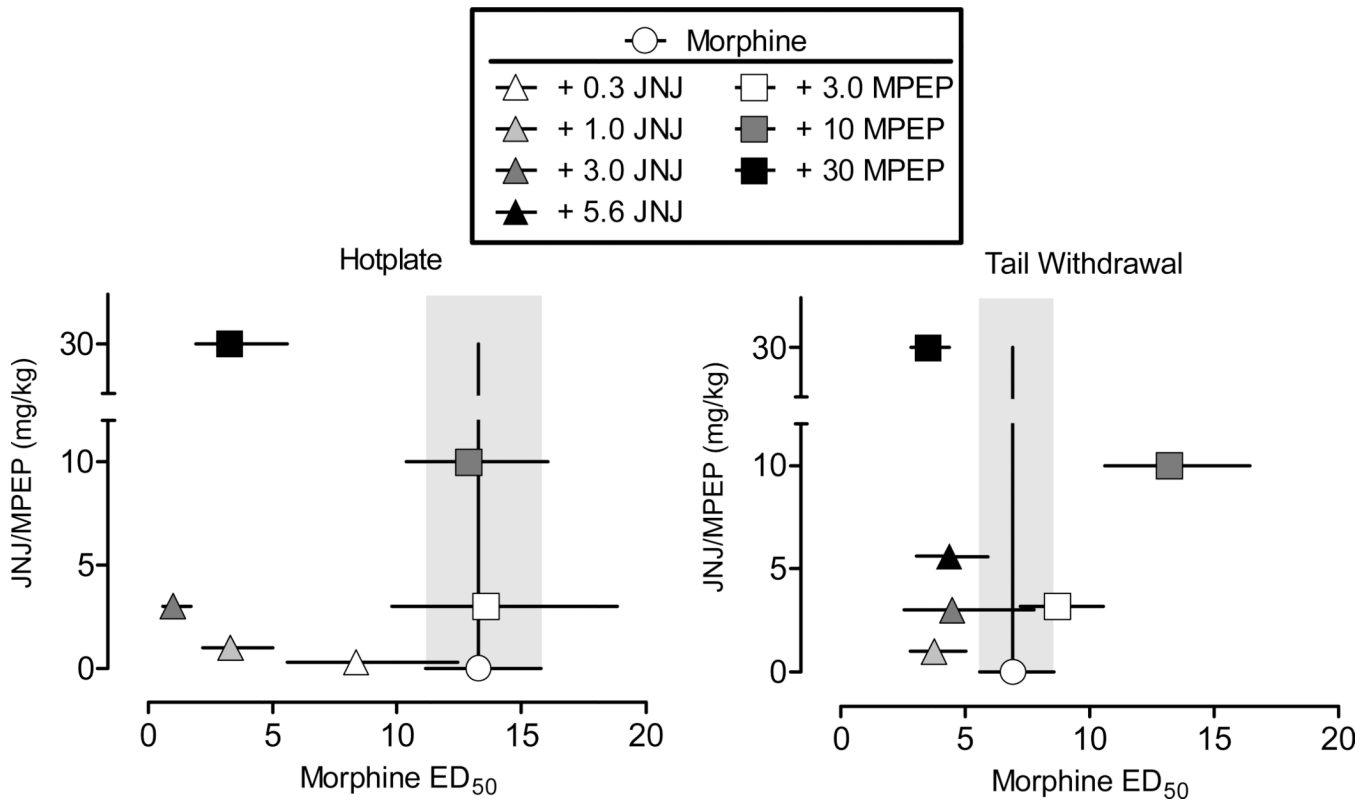 Morphine
+ 0.3 JNJ + 3.0 MPEP
+ 1.0 JNJ + 10 MPEP
+ 3.0 JNJ + 30 MPEP
+ 5.6 JNJ
Hotplate
JNJ/MPEP (mg/kg)
30
10
5
0
0 5 10 15 20
Morphine ED50
Tail Withdrawal
JNJ/MPEP (mg/kg)
30
10
5
0
0 5 10 15 20
Morphine ED50